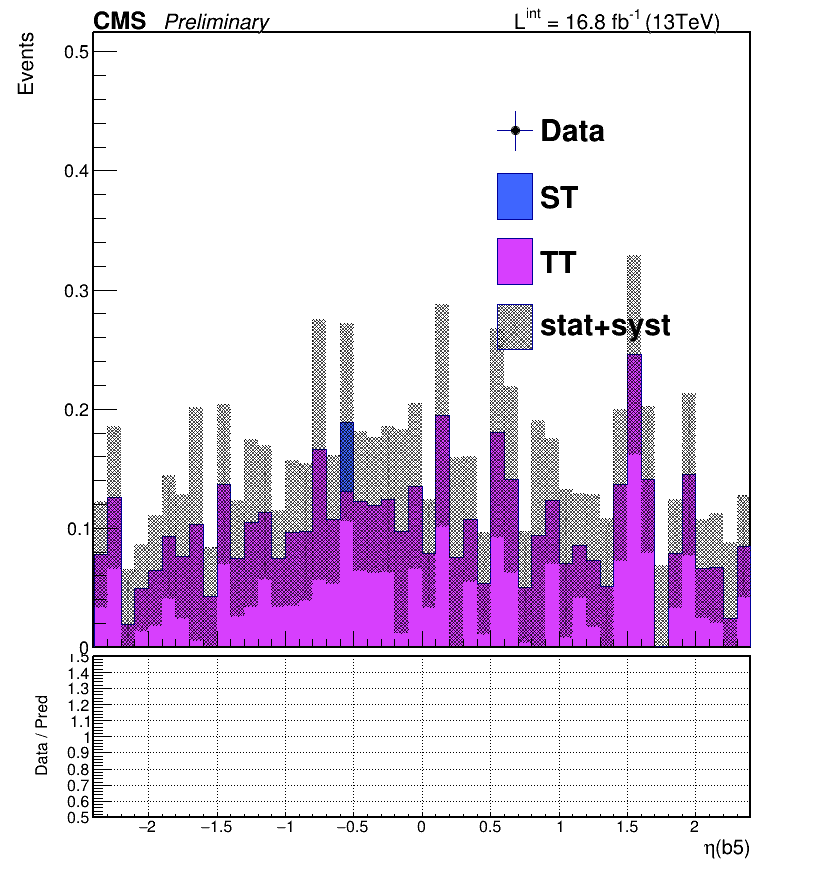 CMS Preliminary L^int = 16.8 fb^-1 (13TeV)
Events
0.5
0.4
0.3
0.2
0.1
0
Data
ST
TT
stat+syst
Data / Pred
1.5
1.4
1.3
1.2
1.1
1
0.9
0.8
0.7
0.6
0.5
−2 −1.5 −1 −0.5 0 0.5 1 1.5 2
η(b5)